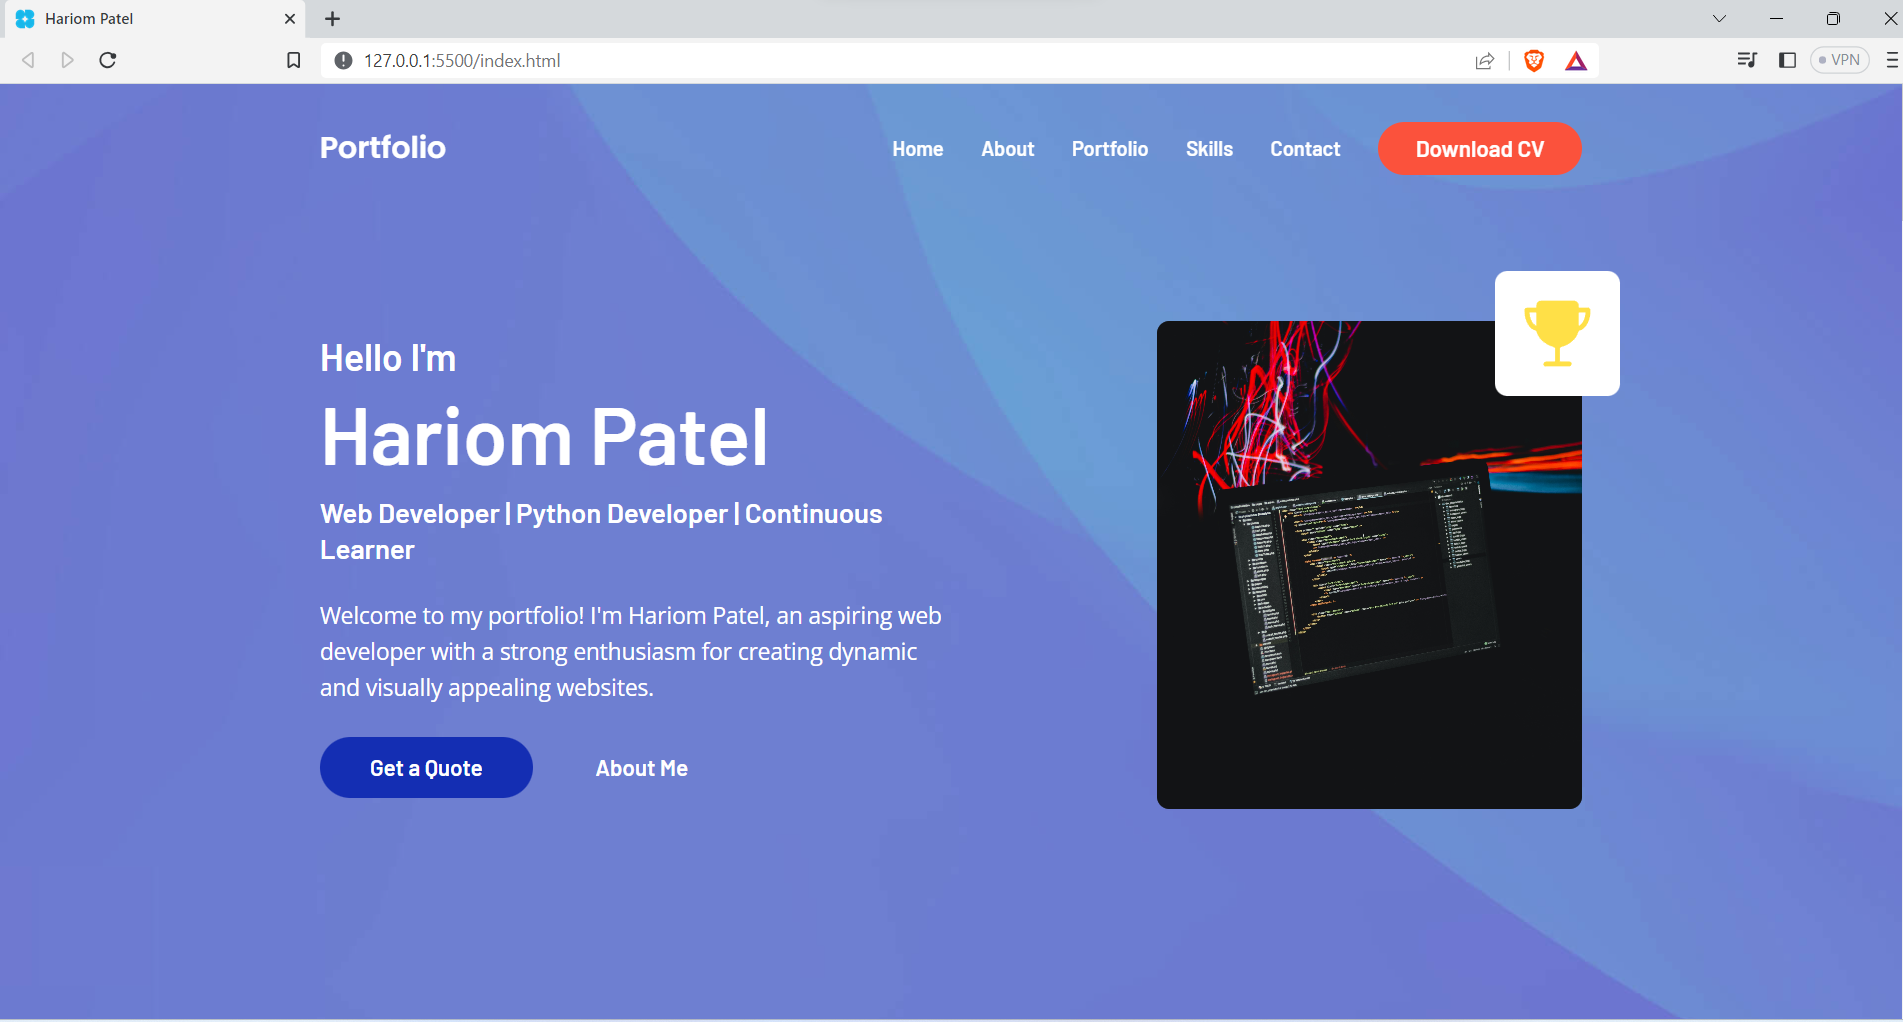 Hariom Patel
127.0.0.1:5500/index.html
VPN
Portfolio
Home About Portfolio Skills Contact Download CV
Hello I'm
Hariom Patel
Web Developer | Python Developer | Continuous
Learner
Welcome to my portfolio! I'm Hariom Patel, an aspiring web
developer with a strong enthusiasm for creating dynamic
and visually appealing websites.
Get a Quote About Me